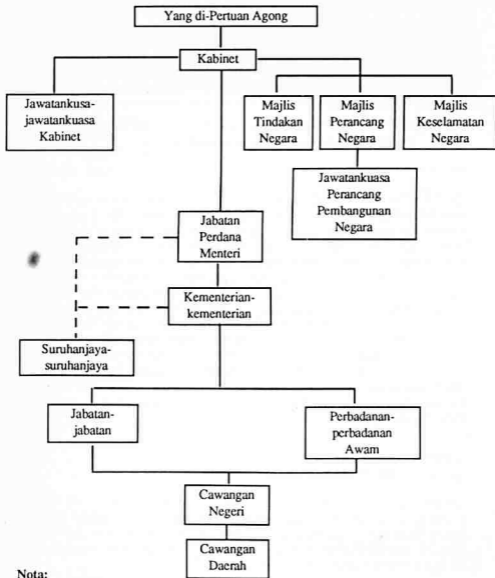 Yang di-Pertuan Agong
Kabinet
Jawatankusa-
jawatankuasa
Kabinet
Majlis
Tindakan
Negara
Majlis
Perancang
Negara
Majlis
Keselamatan
Negara
Jawatankuasa
Perancang
Pembangunan
Negara
Jabatan
Perdana
Menteri
Kementerian-
kementerian
Suruhanjaya-
suruhanjaya
Jabatan-
jabatan
Perbadanan-
perbadanan
Awam
Cawangan
Negeri
Cawangan
Daerah
Nota: